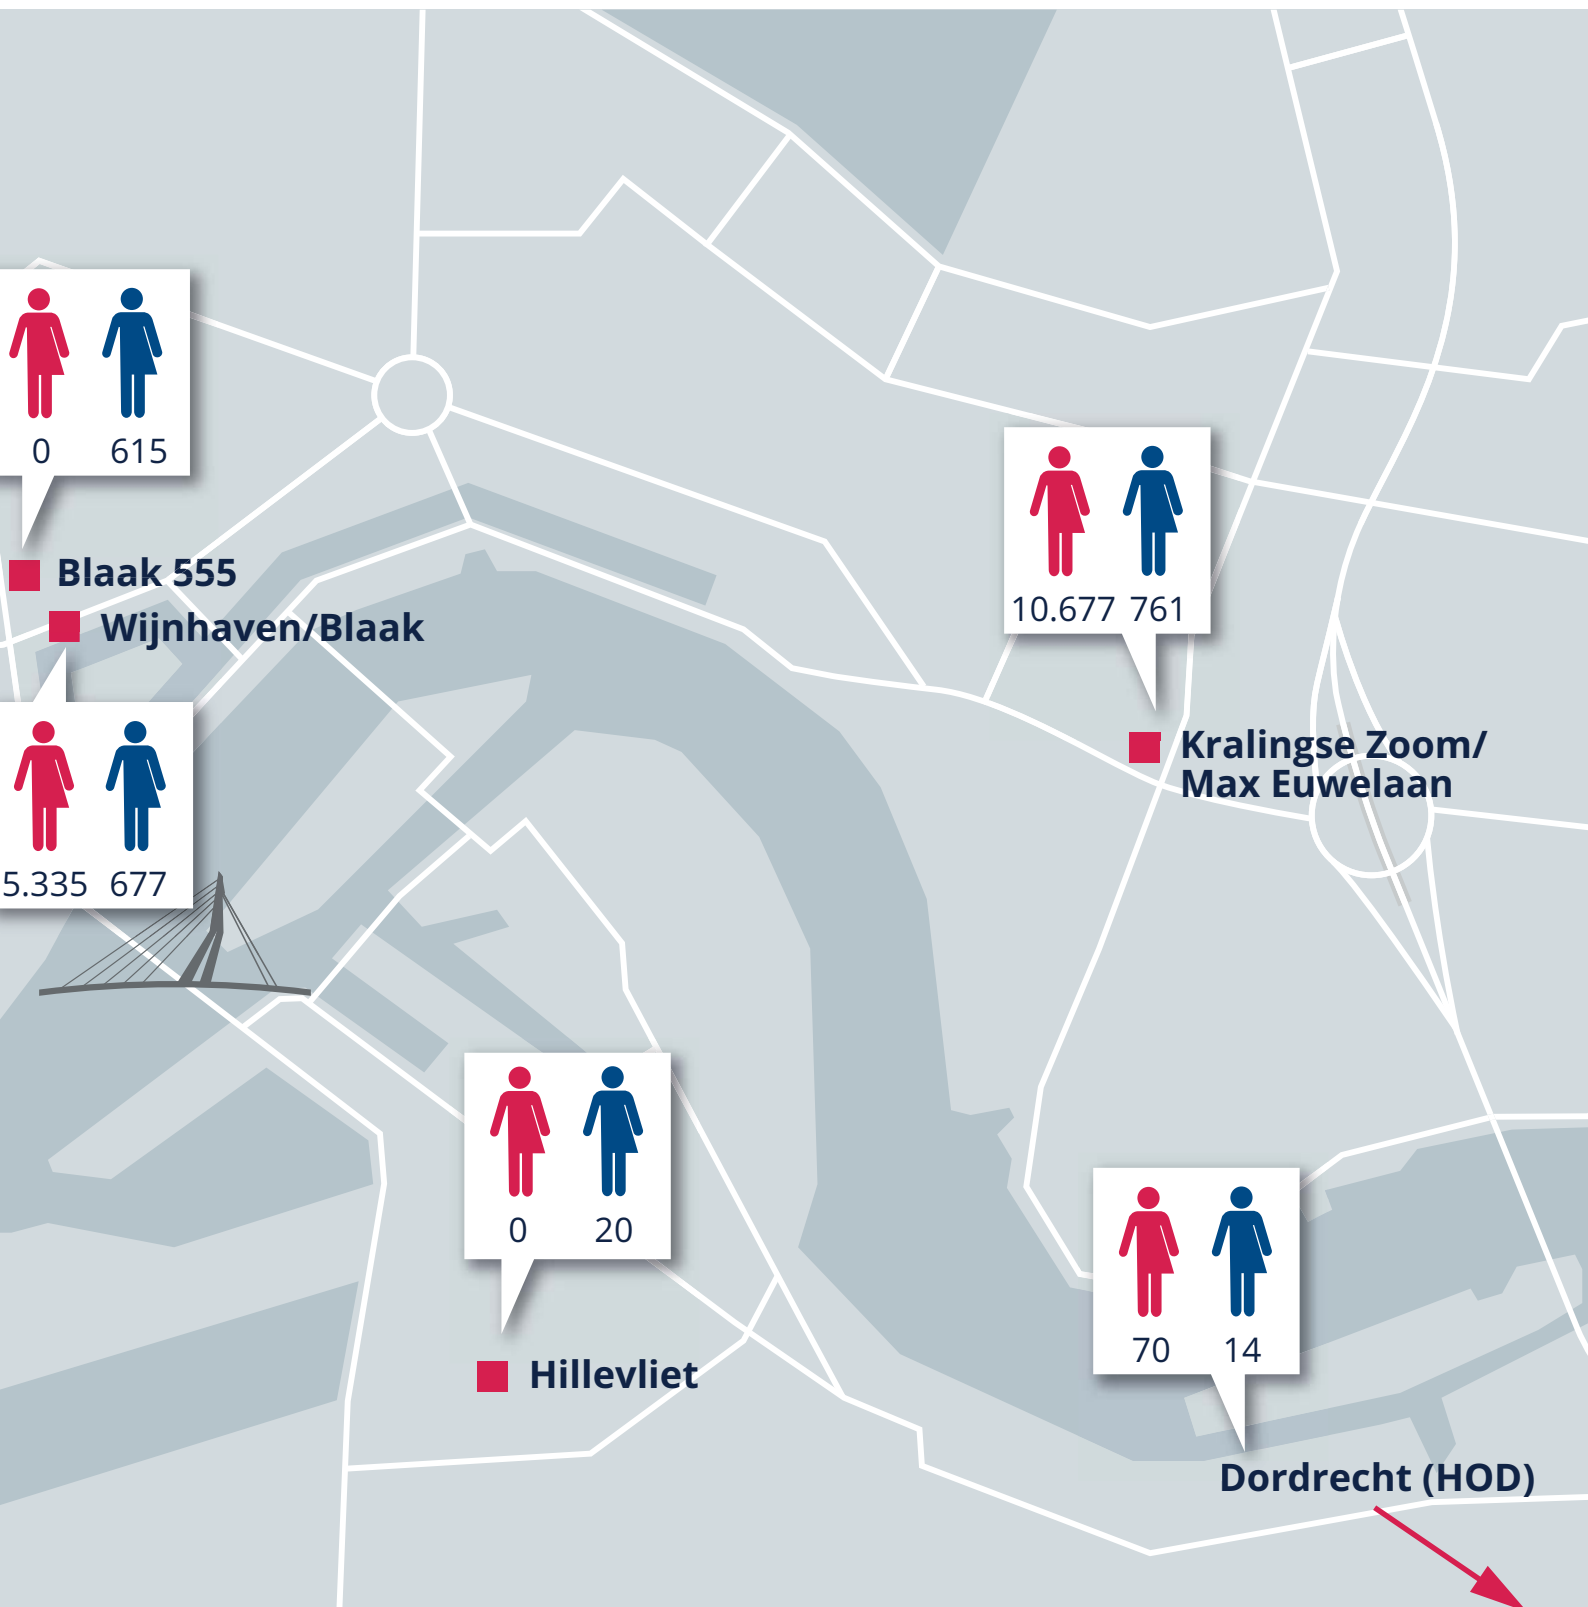 0 615
Blaak 555
Wijnhaven/Blaak
5.335 677
10.677 761
Kralingse Zoom/
Max Euwelaan
0 20
Hillevliet
70 14
Dordrecht (HOD)